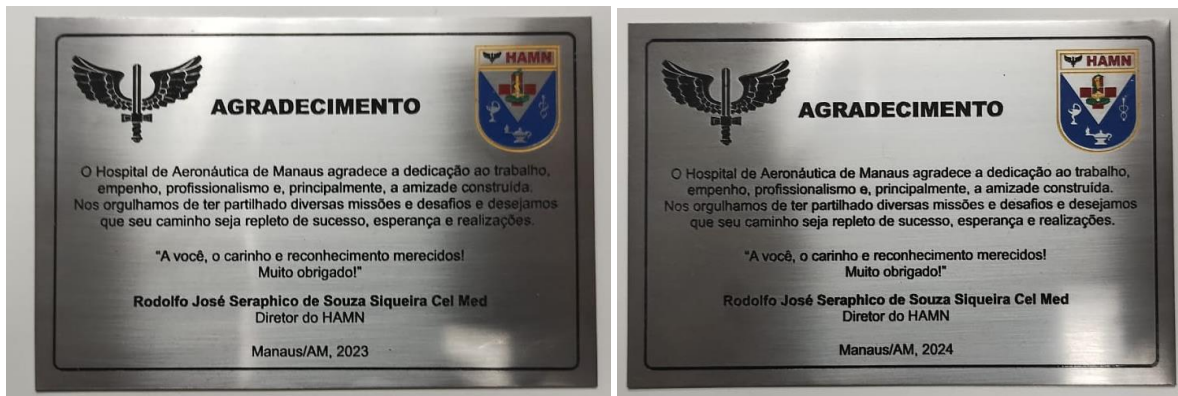 HAMN
AGRADECIMENTO
O Hospital de Aeronáutica de Manaus agradece a dedicação ao trabalho,
empenho, profissionalismo e, principalmente, a amizade construída.
Nos orgulhamos de ter partilhado diversas missões e desafios e desejamos
que seu caminho seja repleto de sucesso, esperança e realizações.
"A você, o carinho e reconhecimento merecidos!
Muito obrigado!"
Rodolfo José Seraphico de Souza Siqueira Cel Med
Diretor do HAMN
Manaus/AM, 2023
HAMN
AGRADECIMENTO
O Hospital de Aeronáutica de Manaus agradece a dedicação ao trabalho,
empenho, profissionalismo e, principalmente, a amizade construída.
Nos orgulhamos de ter partilhado diversas missões e desafios e desejamos
que seu caminho seja repleto de sucesso, esperança e realizações.
"A você, o carinho e reconhecimento merecidos!
Muito obrigado!"
Rodolfo José Seraphico de Souza Siqueira Cel Med
Diretor do HAMN
Manaus/AM, 2024